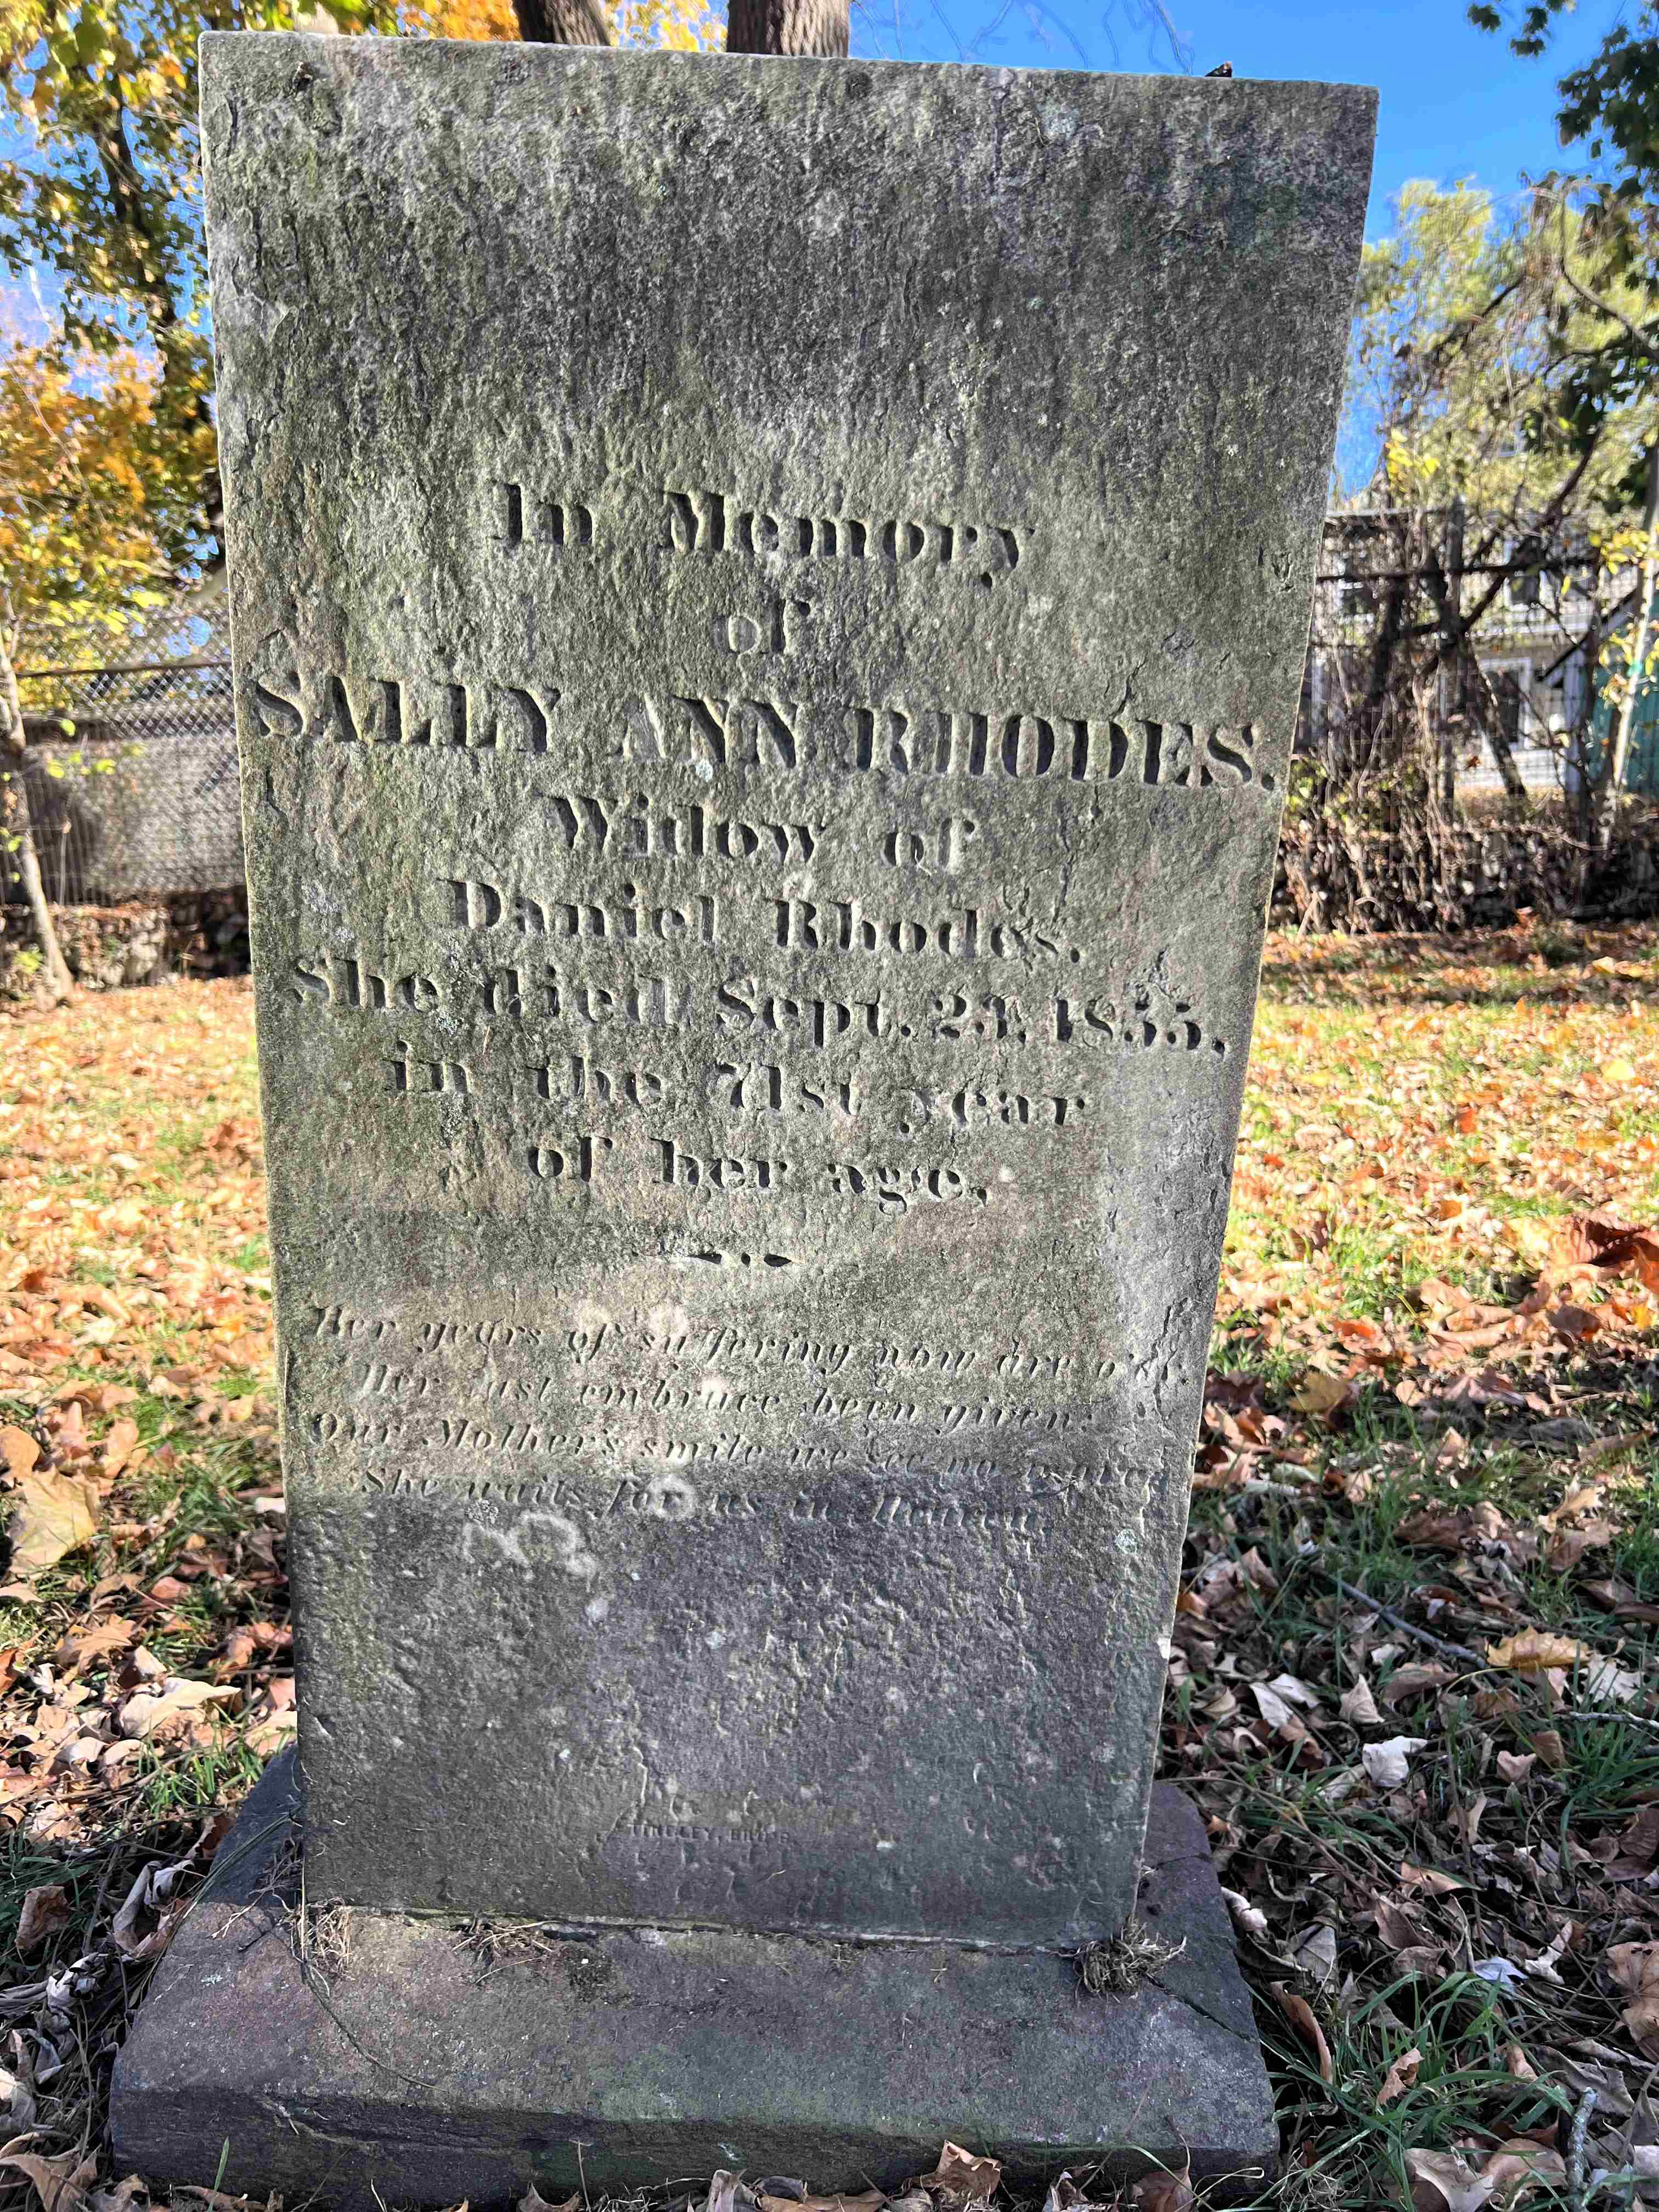 In Memory
of
SALLY ANN RHODES.
Widow of
Daniel Rhodes.
She died Sept. 23, 1855,
in the 71st year
of her age.
Her years of suffering now are o'er.
Her last embrace been given:
Our Mother's smile we see no more,
She waits for us in Heaven.
TINGLEY,